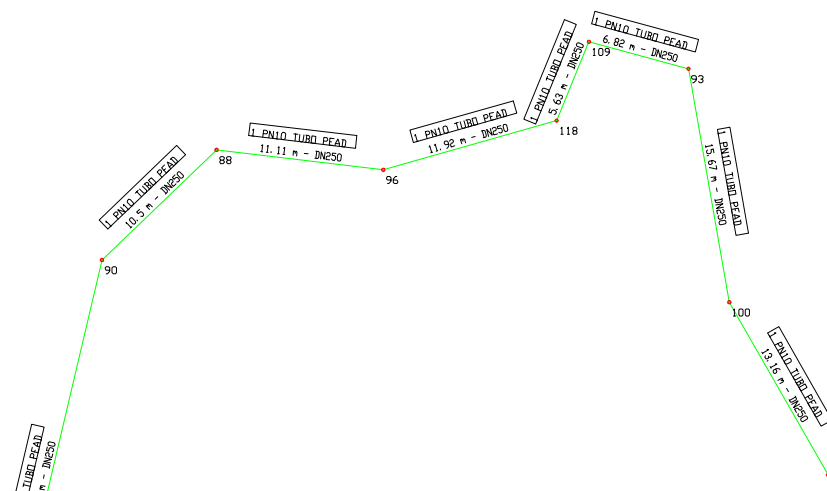 1 PN10 TUBO PEAD
6.82 m - DN250
109
93
1 PN10 TUBO PEAD
5.63 m - DN250
118
1 PN10 TUBO PEAD
11.92 m - DN250
96
1 PN10 TUBO PEAD
11.11 m - DN250
88
1 PN10 TUBO PEAD
10.5 m - DN250
90
1 PN10 TUBO PEAD
15.67 m - DN250
100
1 PN10 TUBO PEAD
13.16 m - DN250
TUBO PEAD
m - DN250